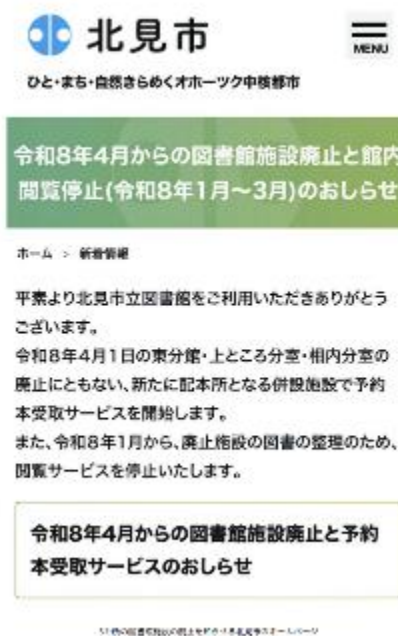 北見市
MENU
ひと・まち・自然きらめくオホーツク中核都市
令和8年4月からの図書館施設廃止と館内
閲覧停止(令和8年1月～3月)のおしらせ
ホーム > 新着情報
平素より北見市立図書館をご利用いただきありがとう
ございます。
令和8年4月1日の東分館・上ところ分室・相内分室の
廃止にともない、新たに配本所となる併設施設で予約
本受取サービスを開始します。
また、令和8年1月から、廃止施設の図書の整理のため、
閲覧サービスを停止いたします。
令和8年4月からの図書館施設廃止と予約
本受取サービスのおしらせ